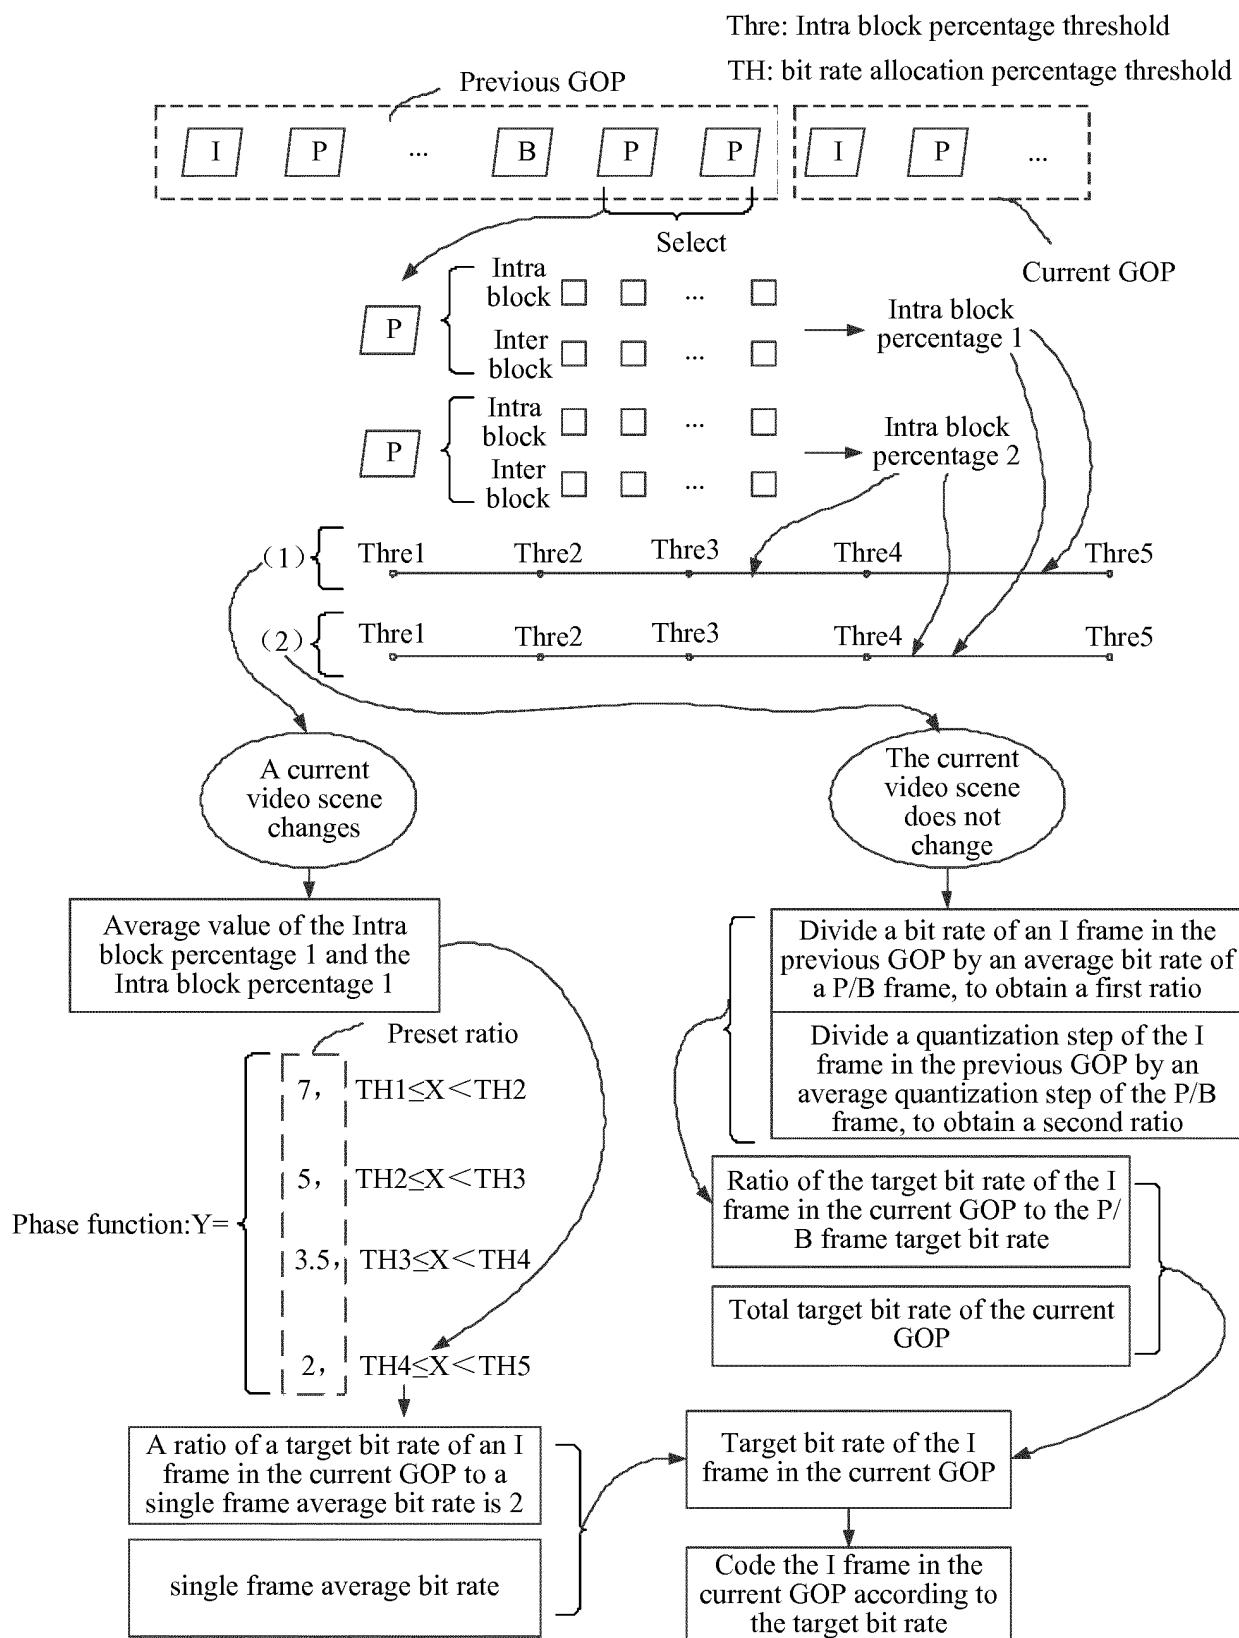 Thre: Intra block percentage threshold
TH: bit rate allocation percentage threshold
Previous GOP
I P ... B P P I P ...
Select
Current GOP
Intra
block
...
P
Inter
block
...
Intra block
percentage 1
Intra
block
...
P
Inter
block
...
Intra block
percentage 2
(1) Thre1 Thre2 Thre3 Thre4 Thre5
(2) Thre1 Thre2 Thre3 Thre4 Thre5
A current
video scene
changes
The current
video scene
does not
change
Average value of the Intra
block percentage 1 and the
Intra block percentage 1
Preset ratio
Phase function:Y=
7, TH1≤X<TH2
5, TH2≤X<TH3
3.5, TH3≤X<TH4
2, TH4≤X<TH5
A ratio of a target bit rate of an I
frame in the current GOP to a
single frame average bit rate is 2
single frame average bit rate
Divide a bit rate of an I frame in the
previous GOP by an average bit rate of
a P/B frame, to obtain a first ratio
Divide a quantization step of the I
frame in the previous GOP by an
average quantization step of the P/B
frame, to obtain a second ratio
Ratio of the target bit rate of the I
frame in the current GOP to the P/
B frame target bit rate
Total target bit rate of the current
GOP
Target bit rate of the I
frame in the current GOP
Code the I frame in the
current GOP according to
the target bit rate